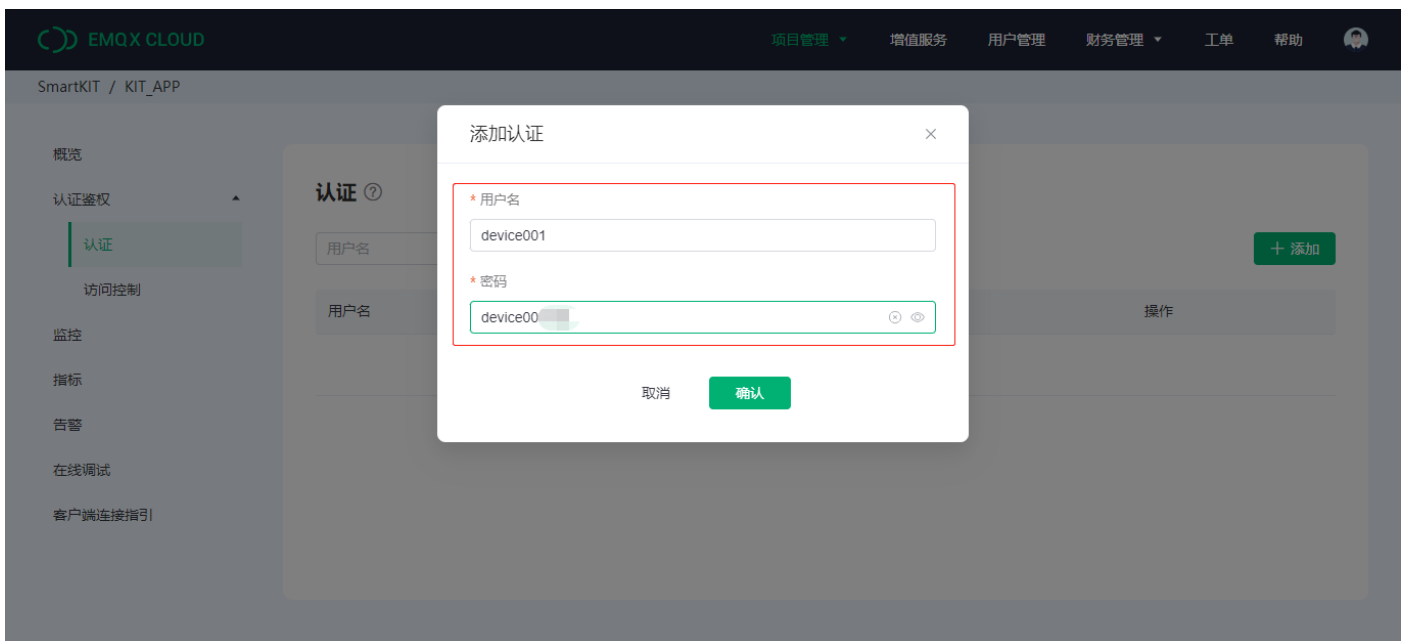 EMQX CLOUD
项目管理 增值服务 用户管理 财务管理 工单 帮助
SmartKIT / KIT_APP
概览
认证鉴权
认证
访问控制
监控
指标
告警
在线调试
客户端连接指引
认证
用户名
添加
用户名 操作
添加认证
* 用户名
device001
* 密码
device00
取消 确认